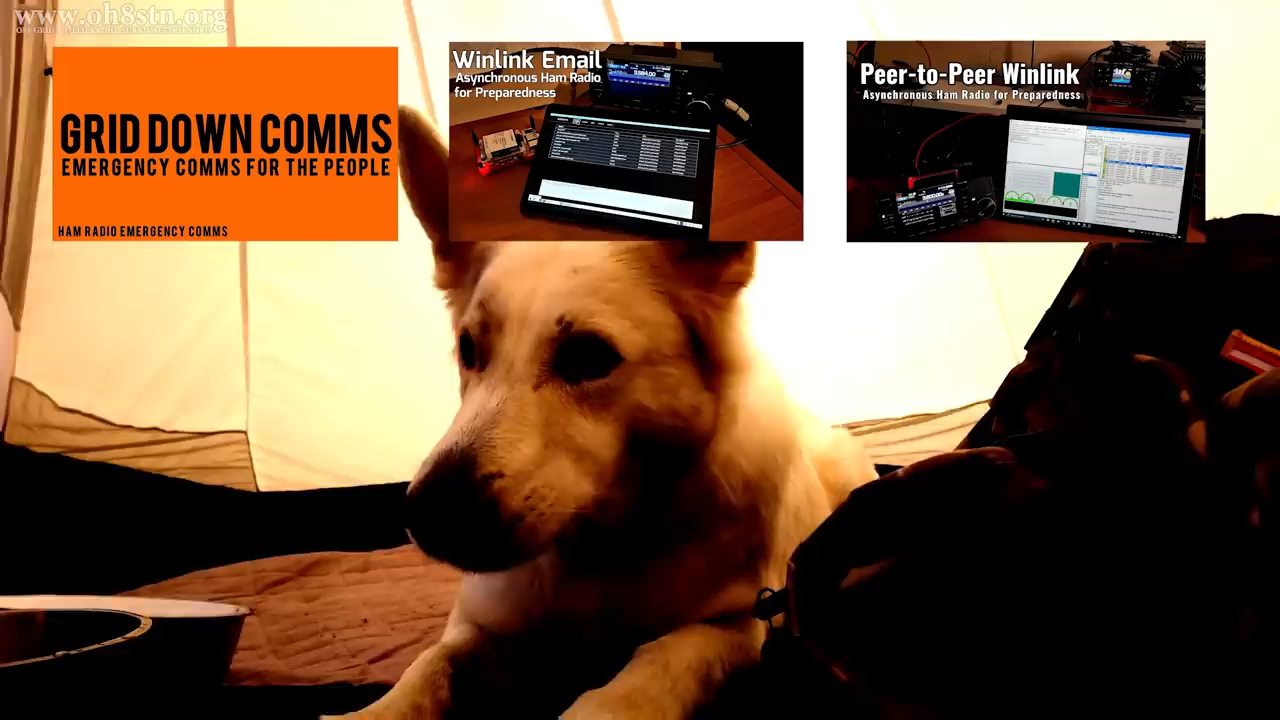 www.oh8stn.org
GRID DOWN COMMS
EMERGENCY COMMS FOR THE PEOPLE
HAM RADIO EMERGENCY COMMS
Winlink Email
Asynchronous Ham Radio
for Preparedness
Peer-to-Peer Winlink
Asynchronous Ham Radio for Preparedness